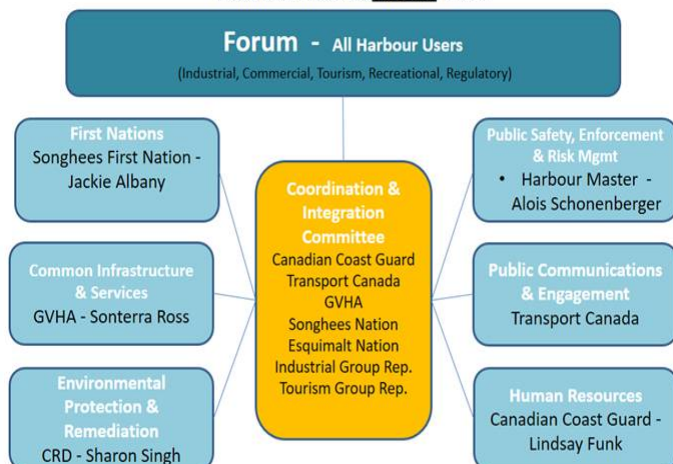 Forum - All Harbour Users
(Industrial, Commercial, Tourism, Recreational, Regulatory)
First Nations
Songhees First Nation -
Jackie Albany
Common Infrastructure
& Services
GVHA - Sonterra Ross
Environmental
Protection &
Remediation
CRD - Sharon Singh
Coordination &
Integration
Committee
Canadian Coast Guard
Transport Canada
GVHA
Songhees Nation
Esquimalt Nation
Industrial Group Rep.
Tourism Group Rep.
Public Safety, Enforcement
& Risk Mgmt
• Harbour Master -
Alois Schonenberger
Public Communications
& Engagement
Transport Canada
Human Resources
Canadian Coast Guard -
Lindsay Funk